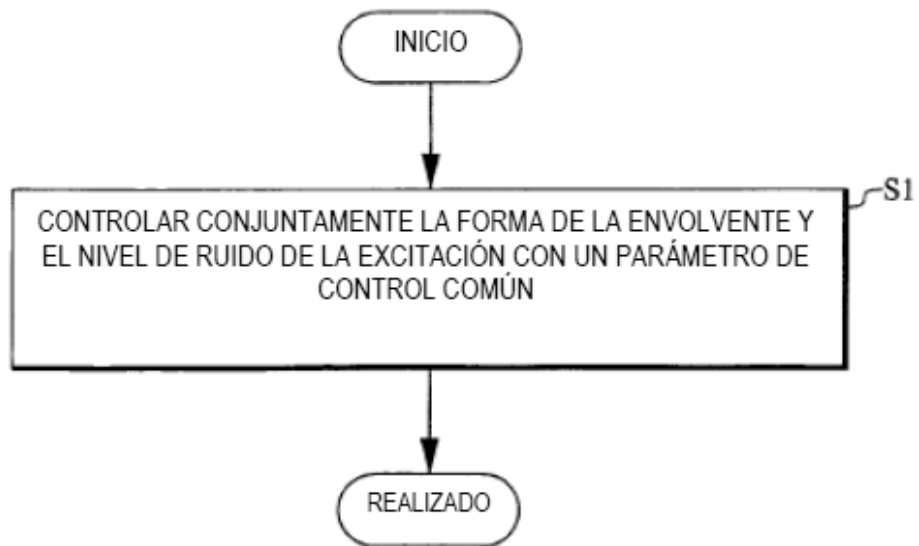 INICIO
S1
CONTROLAR CONJUNTAMENTE LA FORMA DE LA ENVOLVENTE Y
EL NIVEL DE RUIDO DE LA EXCITACIÓN CON UN PARÁMETRO DE
CONTROL COMÚN
REALIZADO